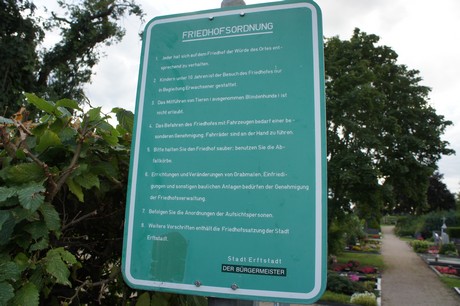 FRIEDHOFSORDNUNG
1 Jeder hat sich auf dem Friedhof der Würde des Ortes ent-
sprechend zu verhalten.
2 Kindern unter 10 Jahren ist der Besuch des Friedhofes nur
in Begleitung Erwachsener gestattet.
3 Das Mitführen von Tieren ( ausgenommen Blindenhunde) ist
nicht erlaubt.
4 Das Befahren des Friedhofes mit Fahrzeugen bedarf einer be-
sonderen Genehmigung. Fahrräder sind an der Hand zu führen.
5 Bitte halten Sie den Friedhof sauber; benutzen Sie die Ab-
fallkörbe.
6 Errichtungen und Veränderungen von Grabmalen, Einfriedi-
gungen und sonstigen baulichen Anlagen bedürfen der Genehmigung
der Friedhofsverwaltung.
7 Befolgen Sie die Anordnungen der Aufsichtspersonen.
8 Weitere Vorschriften enthält die Friedhofssatzung der Stadt
Erftstadt.
Stadt Erftstadt
DER BÜRGERMEISTER